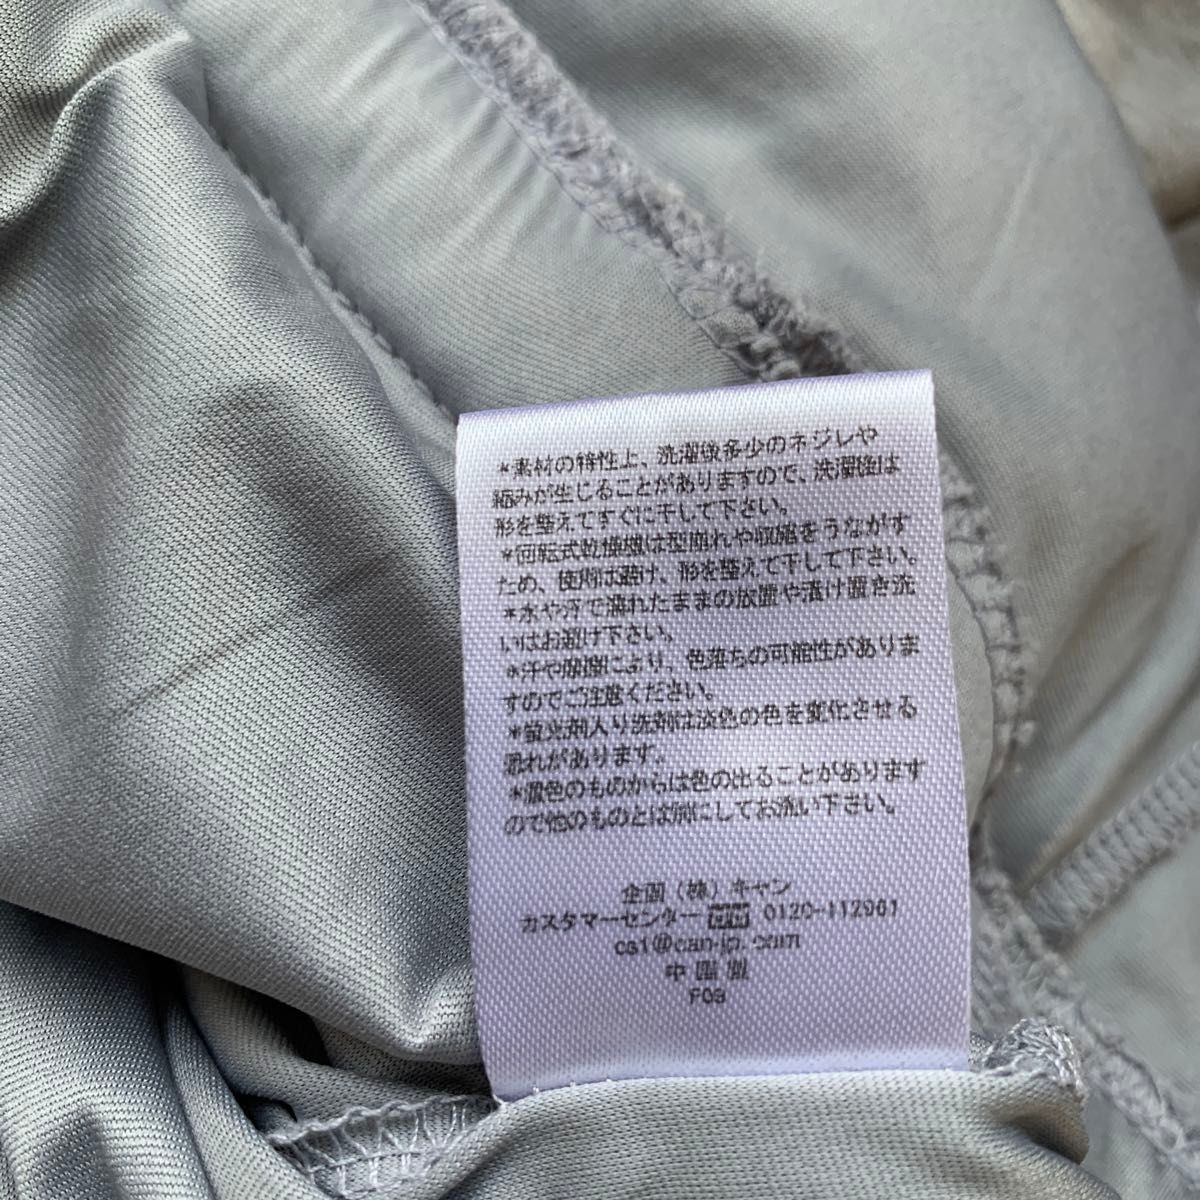 *素材の特性上、洗濯後多少のネジレや
縮みが生じることがありますので、洗濯後は
形を整えてすぐに干して下さい。
*回転式乾燥機は型崩れや収縮をうながす
ため、使用は避け、形を整えて干して下さい。
*水や汗で濡れたままの放置や漬け置き洗
いはお避け下さい。
*汗や摩擦により、色落ちの可能性がありま
すのでご注意ください。
*蛍光剤入り洗剤は淡色の色を変化させる
恐れがあります。
*濃色のものからは色の出ることがあります
ので他のものとは別にしてお洗い下さい。
企画(株)キャン
カスタマーセンター 0120-112961
cs1@can-jp.com
中国製
F09